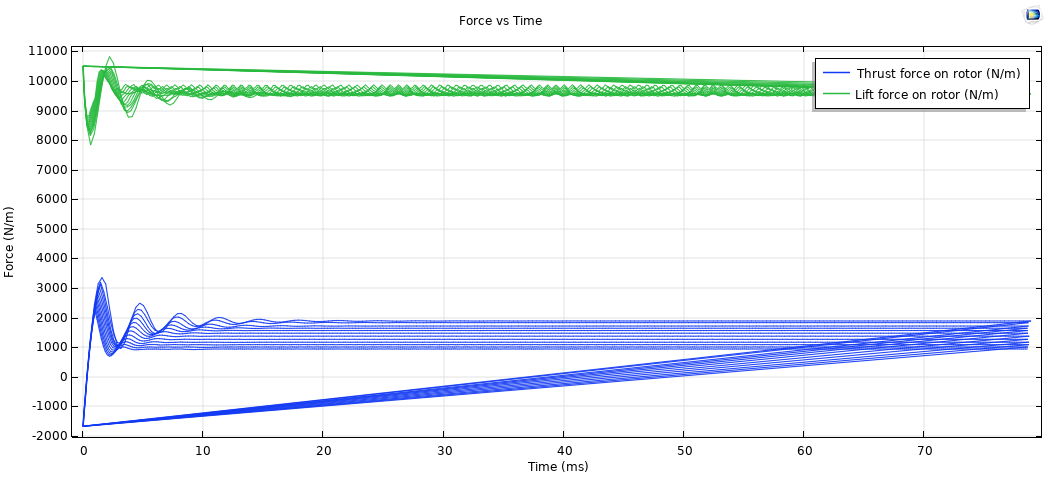 Force vs Time
11000
10000
9000
8000
7000
6000
5000
4000
3000
2000
1000
0
-1000
-2000
Force (N/m)
Thrust force on rotor (N/m)
Lift force on rotor (N/m)
0 10 20 30 40 50 60 70
Time (ms)